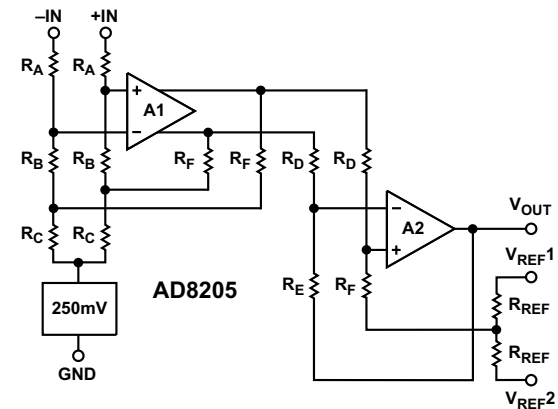 –IN +IN
R_A R_A
A1
+
–
R_B R_B R_F R_F R_D R_D
–
+
A2
V_OUT
V_REF1
R_C R_C
AD8205
R_E R_F
R_REF
250mV
R_REF
GND
V_REF2